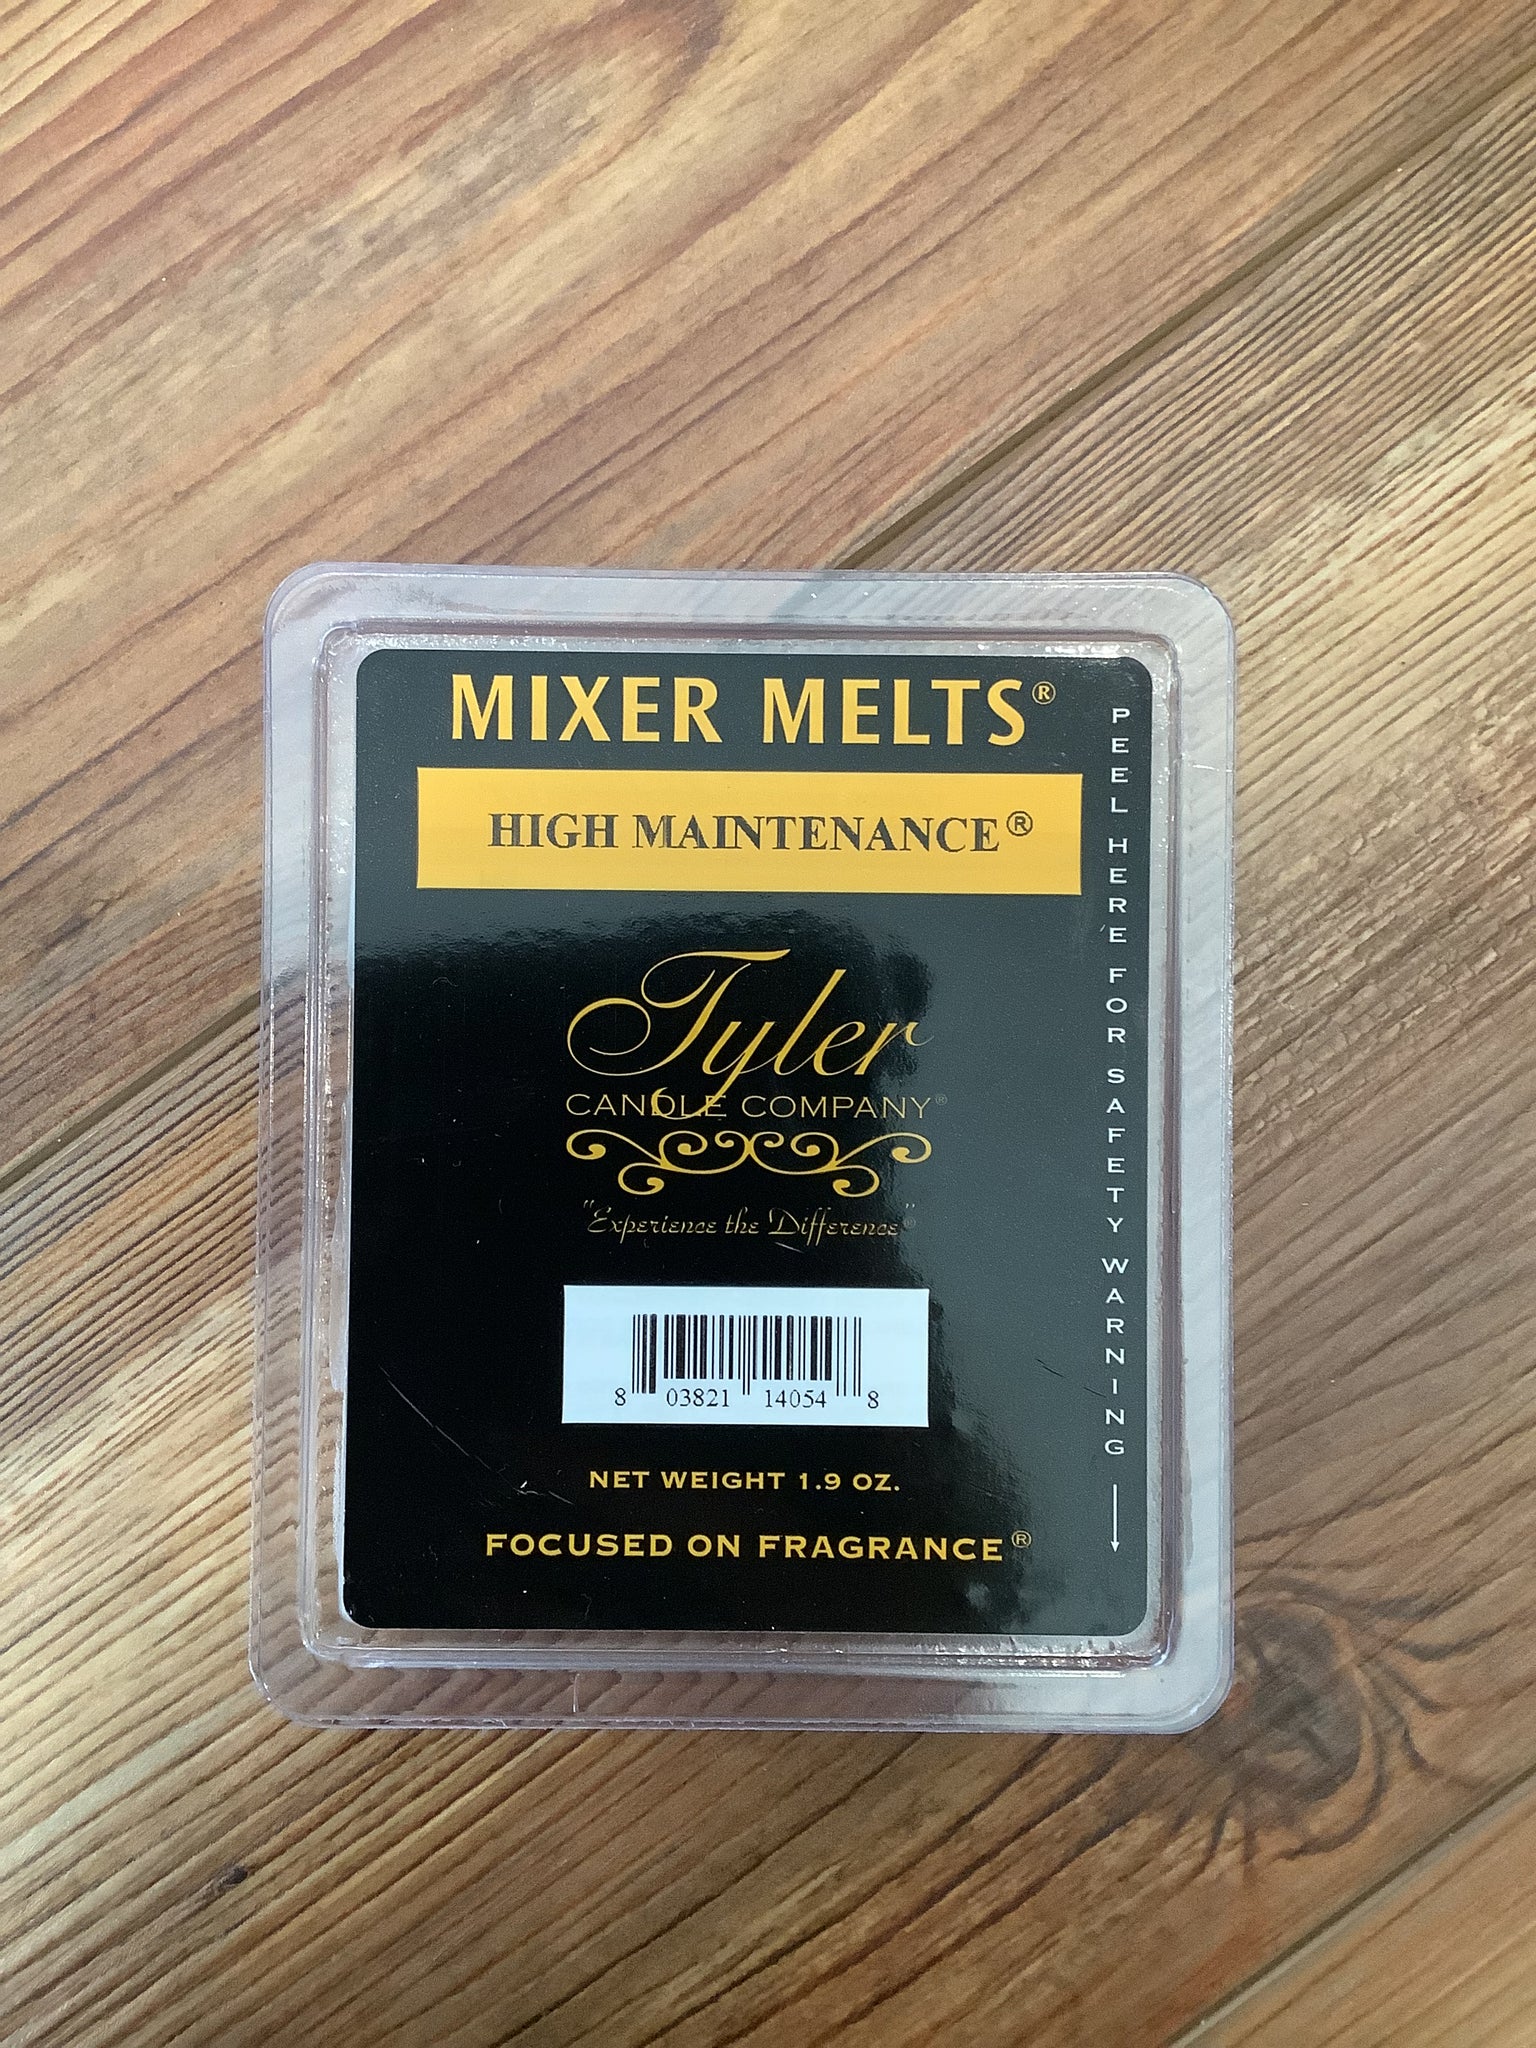 MIXER MELTS®
HIGH MAINTENANCE®
Tyler
CANDLE COMPANY®
"Experience the Difference"®
8 03821 14054 8
NET WEIGHT 1.9 OZ.
FOCUSED ON FRAGRANCE®
PEEL HERE FOR SAFETY WARNING